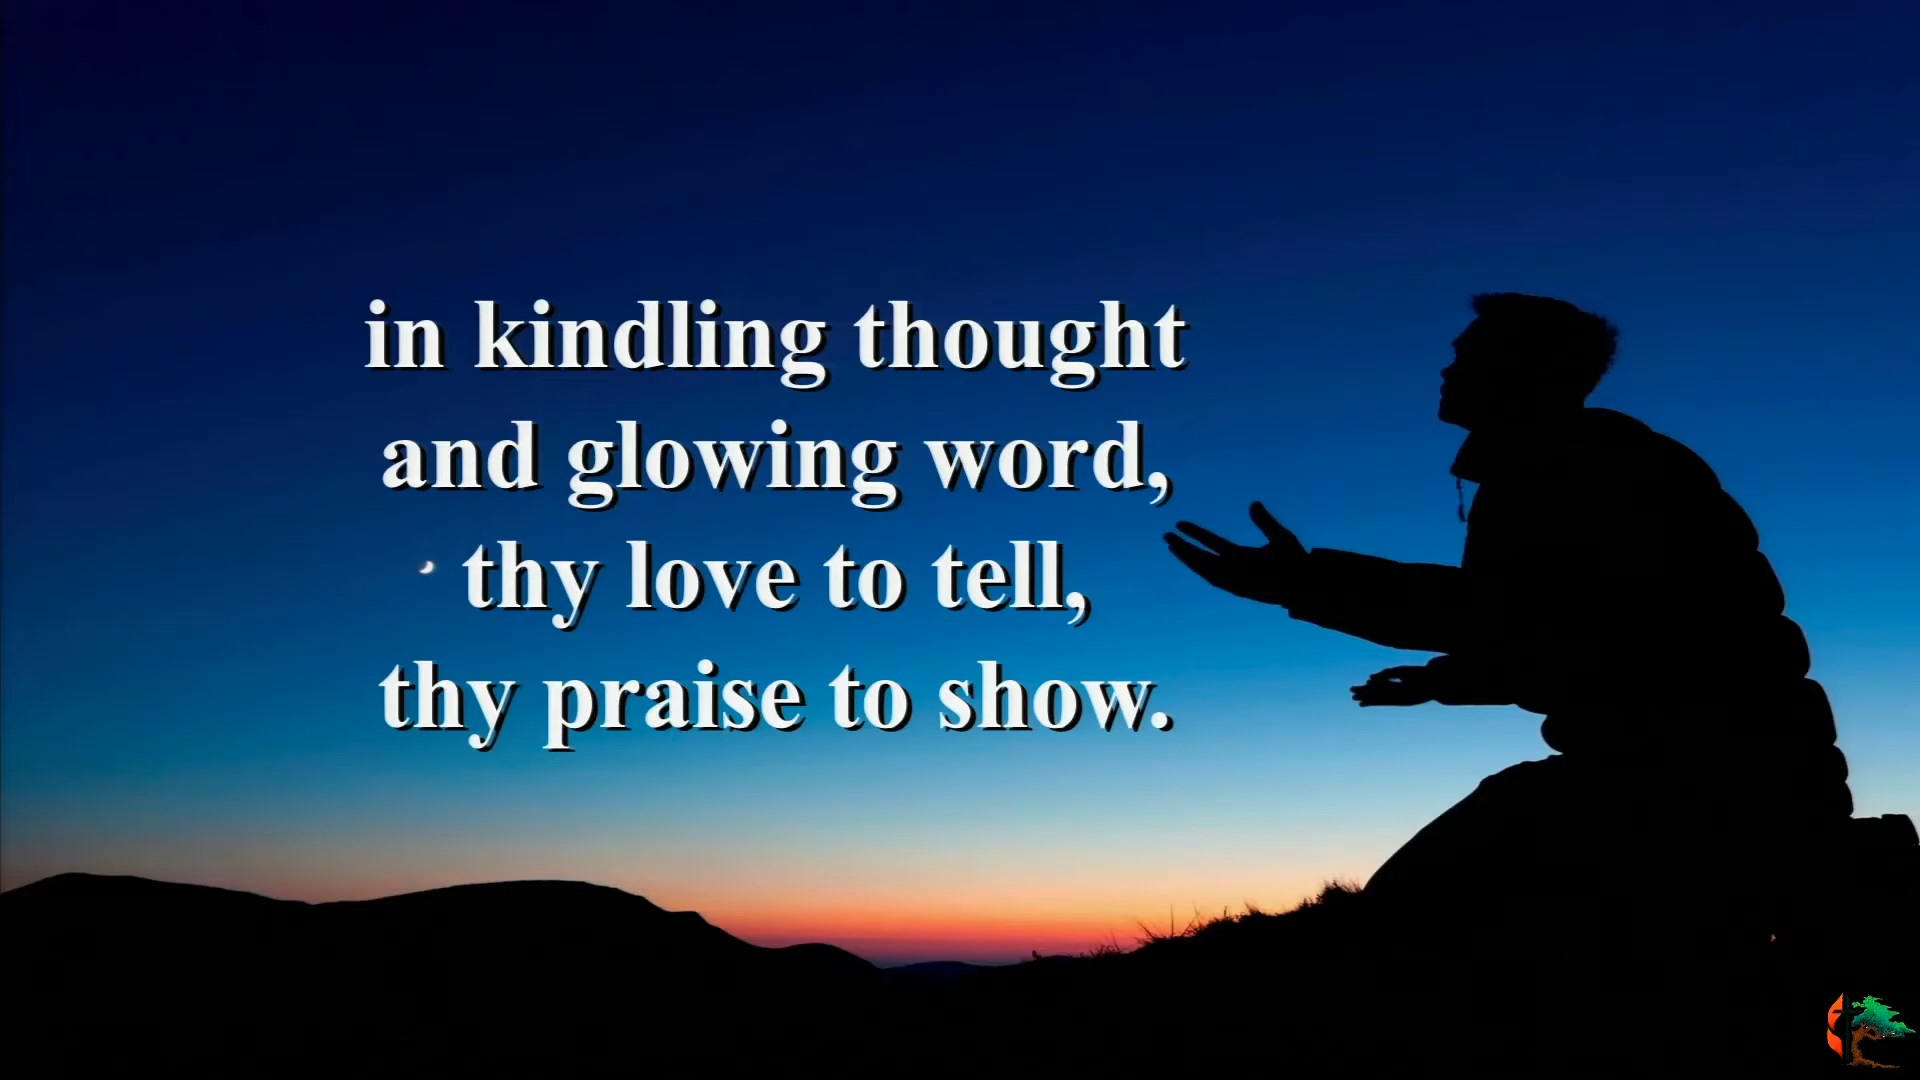 in kindling thought
and glowing word,
thy love to tell,
thy praise to show.